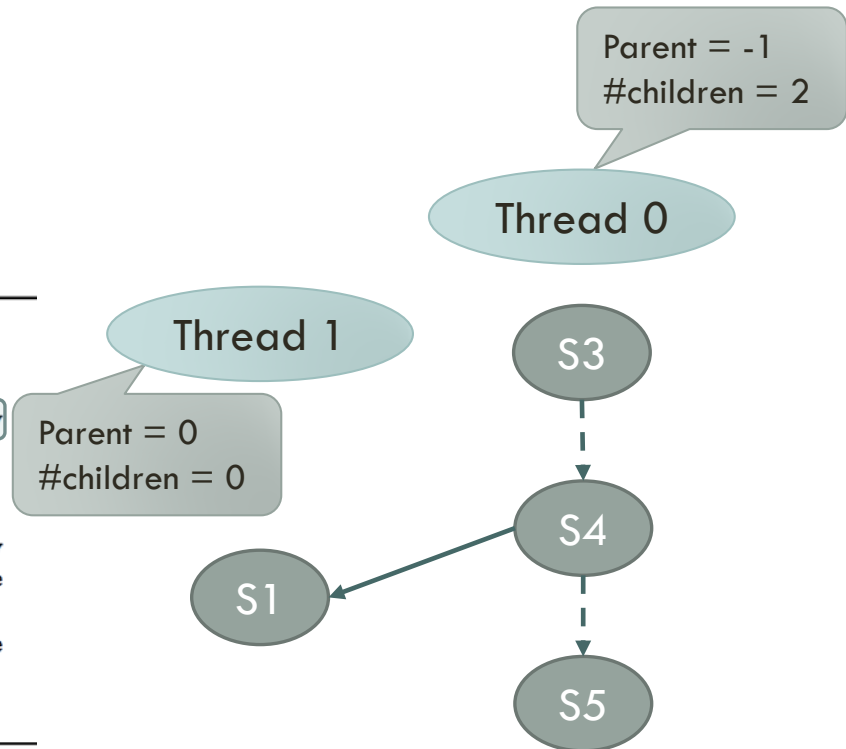 Parent = -1
#children = 2
Thread 0
Thread 1
S3
Parent = 0
#children = 0
S4
S1
S5